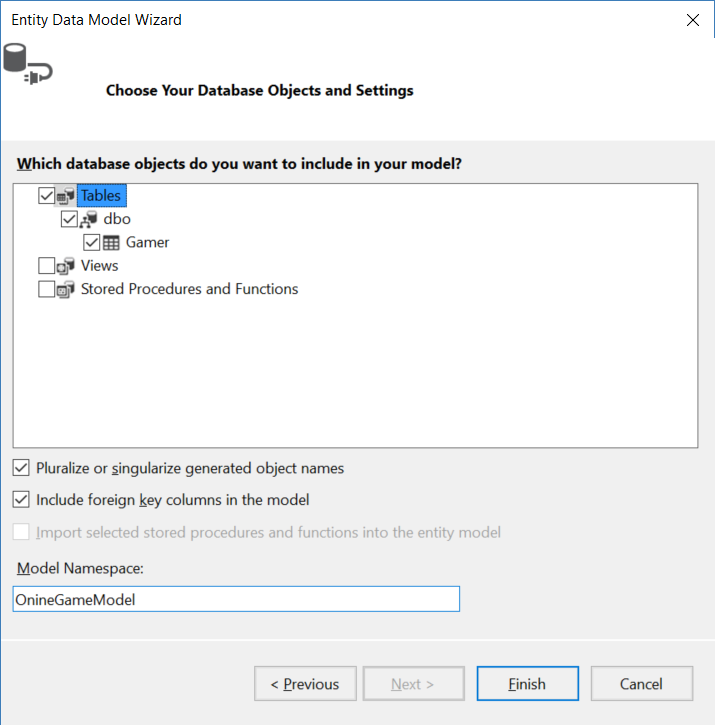 Entity Data Model Wizard
Choose Your Database Objects and Settings
Which database objects do you want to include in your model?
Tables
dbo
Gamer
Views
Stored Procedures and Functions
Pluralize or singularize generated object names
Include foreign key columns in the model
Import selected stored procedures and functions into the entity model
Model Namespace:
OnineGameModel
< Previous Next > Finish Cancel